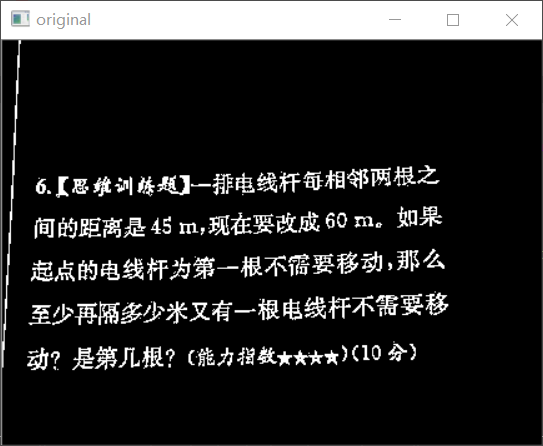 original
6.【思维训练题】一排电线杆每相邻两根之
间的距离是 45 m,现在要改成 60 m。如果
起点的电线杆为第一根不需要移动,那么
至少再隔多少米又有一根电线杆不需要移
动? 是第几根? (能力指数★★★★)(10 分)